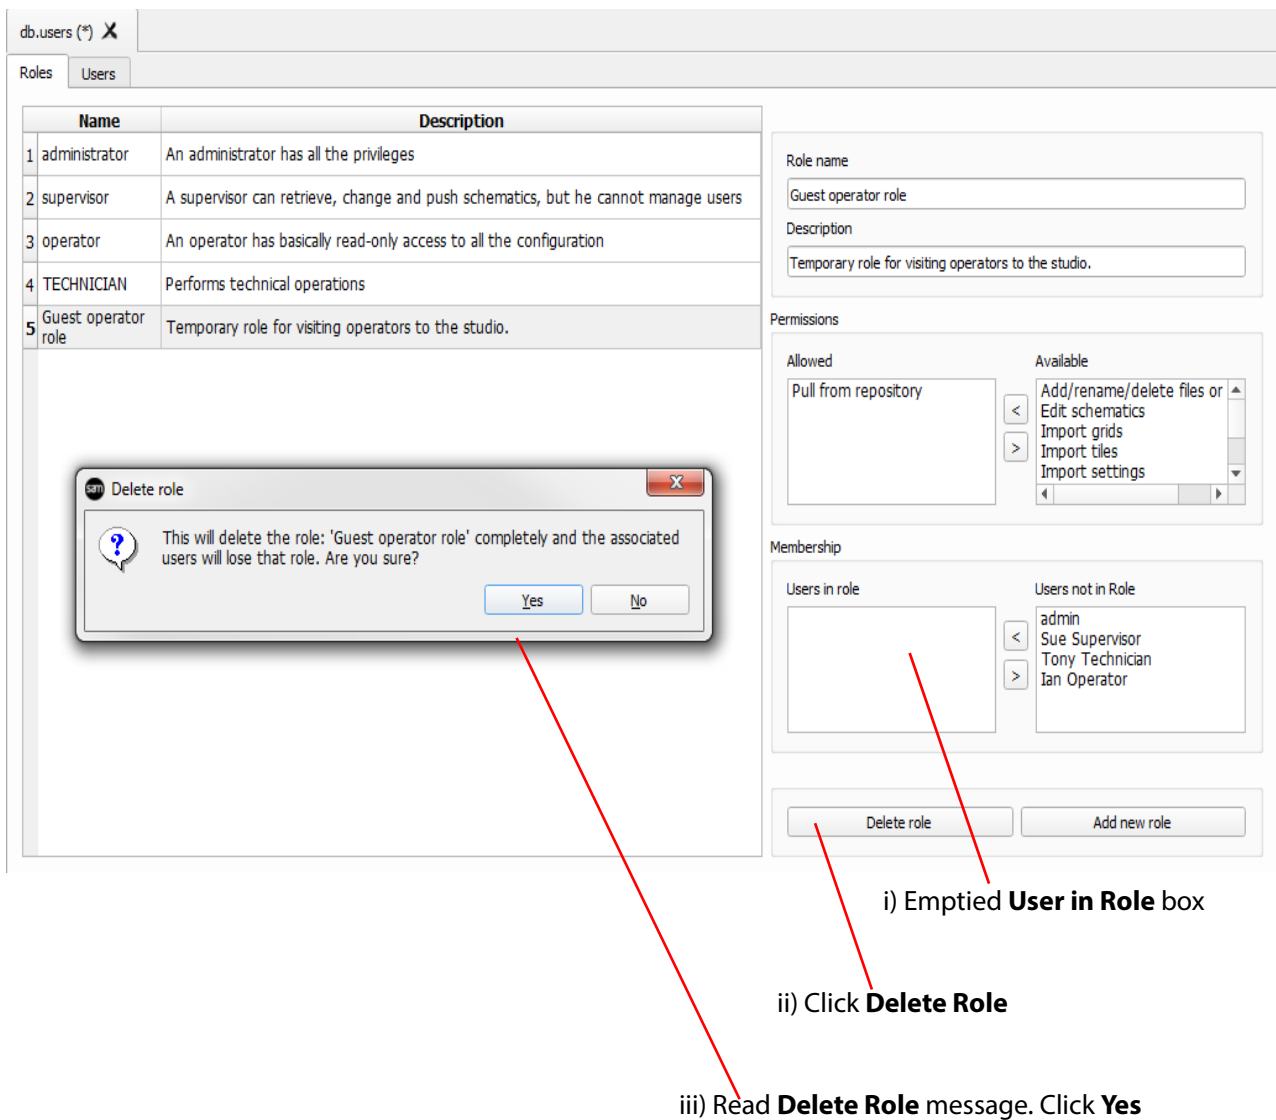 db.users (*) X
Roles Users
Name Description
1 administrator An administrator has all the privileges
2 supervisor A supervisor can retrieve, change and push schematics, but he cannot manage users
3 operator An operator has basically read-only access to all the configuration
4 TECHNICIAN Performs technical operations
5 Guest operator role Temporary role for visiting operators to the studio.
Role name
Guest operator role
Description
Temporary role for visiting operators to the studio.
Permissions
Allowed Available
Pull from repository
Add/rename/delete files or
Edit schematics
Import grids
Import tiles
Import settings
<
>
Membership
Users in role Users not in Role
admin
Sue Supervisor
Tony Technician
Ian Operator
<
>
Delete role Add new role
sam Delete role X
This will delete the role: 'Guest operator role' completely and the associated
users will lose that role. Are you sure?
Yes No
i) Emptied User in Role box
ii) Click Delete Role
iii) Read Delete Role message. Click Yes